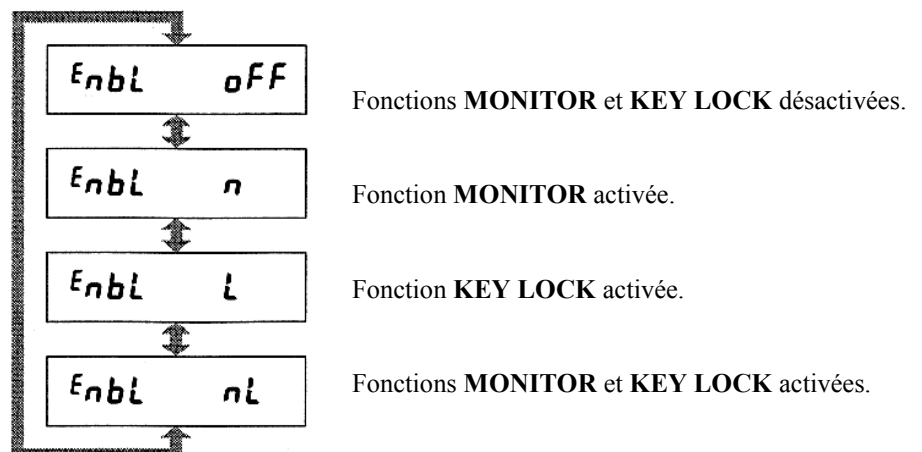 Enbl oFF
Fonctions MONITOR et KEY LOCK désactivées.
Enbl n
Fonction MONITOR activée.
Enbl L
Fonction KEY LOCK activée.
Enbl nL
Fonctions MONITOR et KEY LOCK activées.